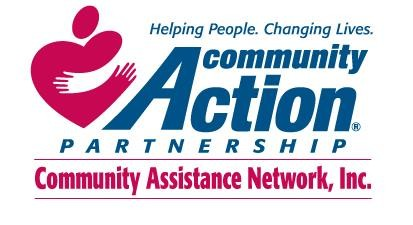 Helping People. Changing Lives.
community
Action®
PARTNERSHIP
Community Assistance Network, Inc.